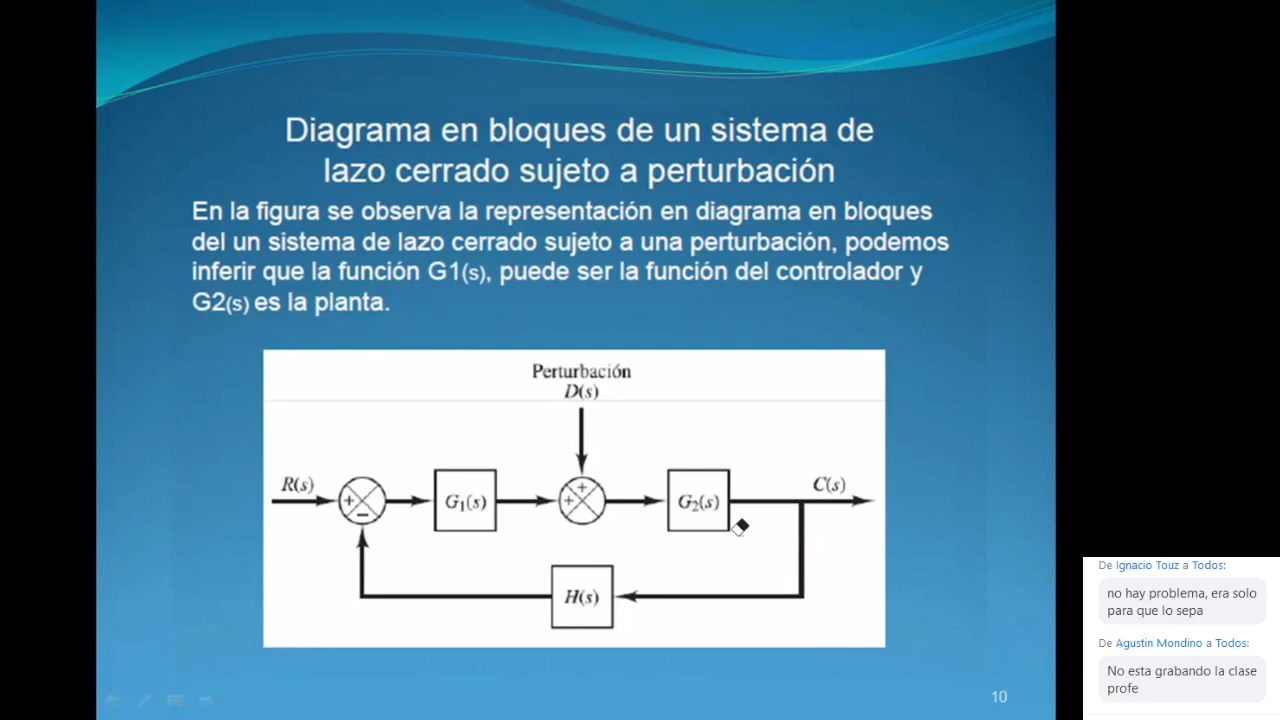 Diagrama en bloques de un sistema de
lazo cerrado sujeto a perturbación
En la figura se observa la representación en diagrama en bloques
del un sistema de lazo cerrado sujeto a una perturbación, podemos
inferir que la función G1(s), puede ser la función del controlador y
G2(s) es la planta.
Perturbación
D(s)
R(s)
+
−
G₁(s)
+
+
G₂(s)
C(s)
H(s)
10
De Ignacio Touz a Todos:
no hay problema, era solo
para que lo sepa
De Agustin Mondino a Todos:
No esta grabando la clase
profe